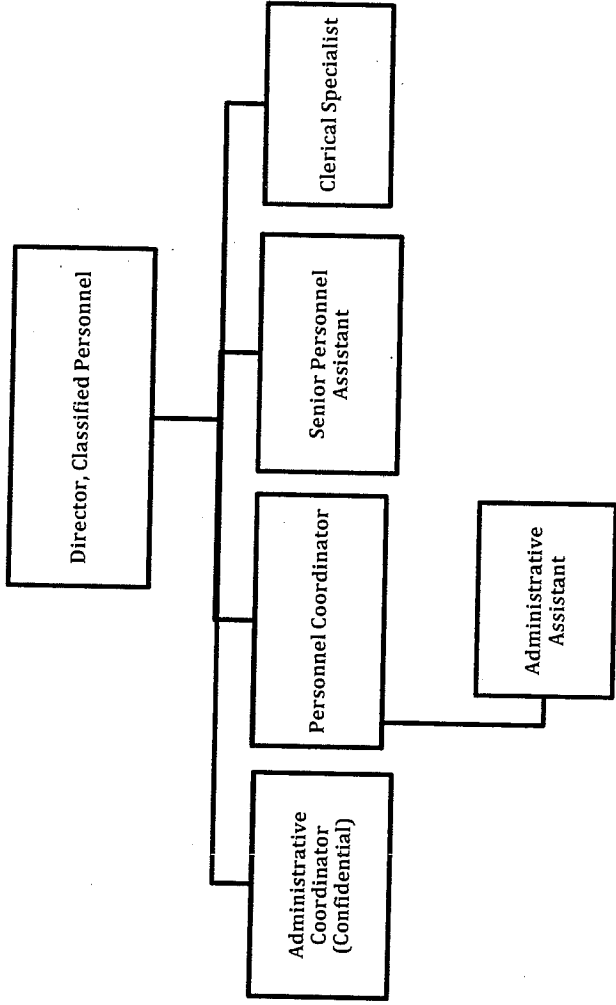 Director, Classified Personnel
Administrative
Coordinator
(Confidential)
Personnel Coordinator
Senior Personnel
Assistant
Clerical Specialist
Administrative
Assistant